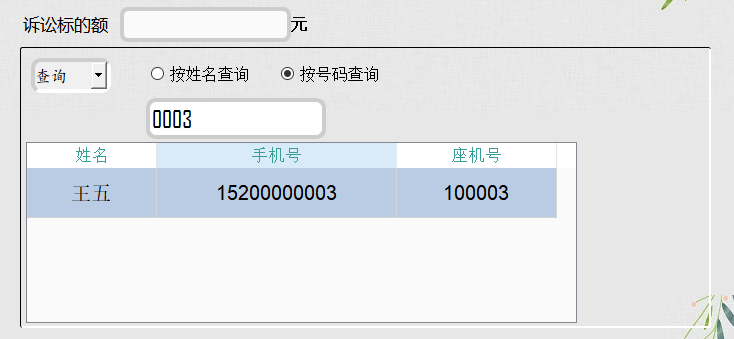 诉讼标的额 元
查询 按姓名查询 按号码查询
0003
姓名 手机号 座机号
王五 15200000003 100003